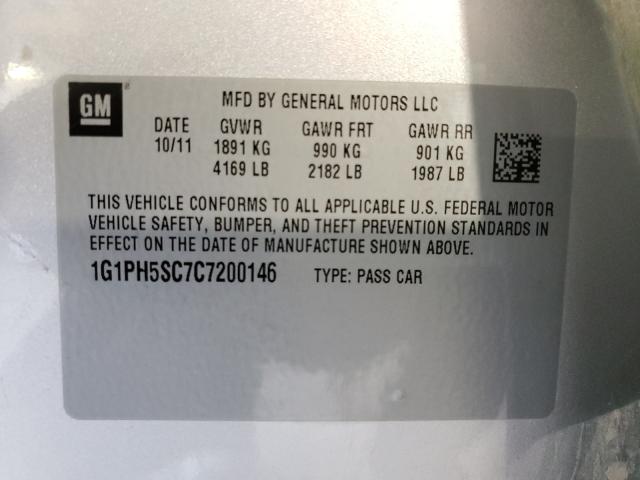 GM
MFD BY GENERAL MOTORS LLC
DATE GVWR GAWR FRT GAWR RR
10/11 1891 KG 990 KG 901 KG
4169 LB 2182 LB 1987 LB
THIS VEHICLE CONFORMS TO ALL APPLICABLE U.S. FEDERAL MOTOR
VEHICLE SAFETY, BUMPER, AND THEFT PREVENTION STANDARDS IN
EFFECT ON THE DATE OF MANUFACTURE SHOWN ABOVE.
1G1PH5SC7C7200146 TYPE: PASS CAR